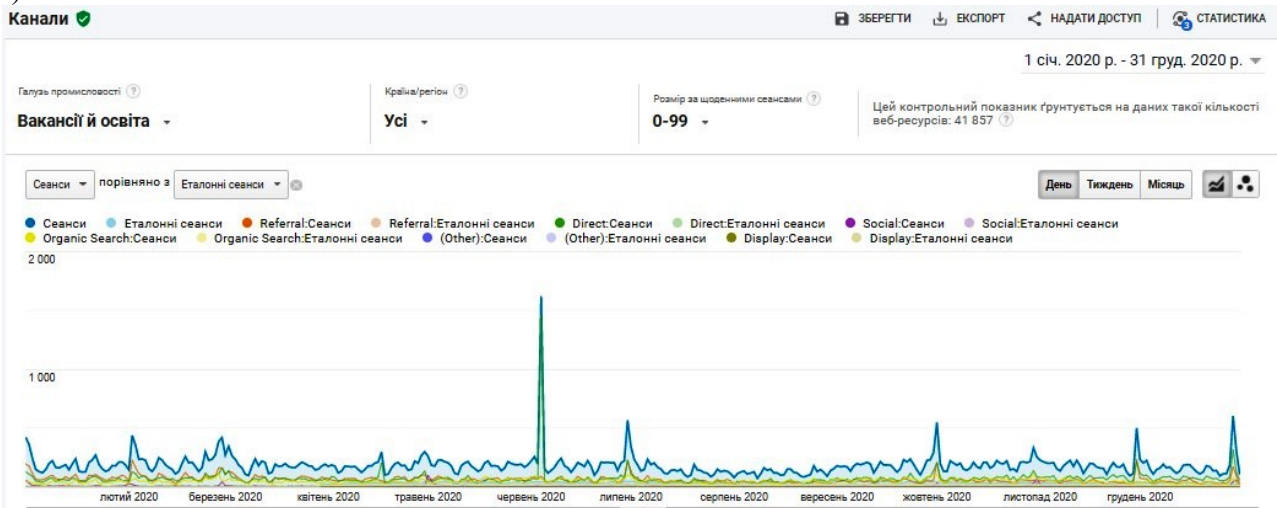 Канали
ЗБЕРЕГТИ ЕКСПОРТ НАДАТИ ДОСТУП 3 СТАТИСТИКА
1 січ. 2020 р. - 31 груд. 2020 р.
Галузь промисловості ? Країна/регіон ? Розмір за щоденними сеансами ?
Вакансії й освіта Усі 0-99
Цей контрольний показник ґрунтується на даних такої кількості
веб-ресурсів: 41 857 ?
Сеанси порівняно з Еталонні сеанси День Тиждень Місяць
Сеанси Еталонні сеанси Referral:Сеанси Referral:Еталонні сеанси Direct:Сеанси Direct:Еталонні сеанси Social:Сеанси Social:Еталонні сеанси
Organic Search:Сеанси Organic Search:Еталонні сеанси (Other):Сеанси (Other):Еталонні сеанси Display:Сеанси Display:Еталонні сеанси
2 000
1 000
лютий 2020 березень 2020 квітень 2020 травень 2020 червень 2020 липень 2020 серпень 2020 вересень 2020 жовтень 2020 листопад 2020 грудень 2020